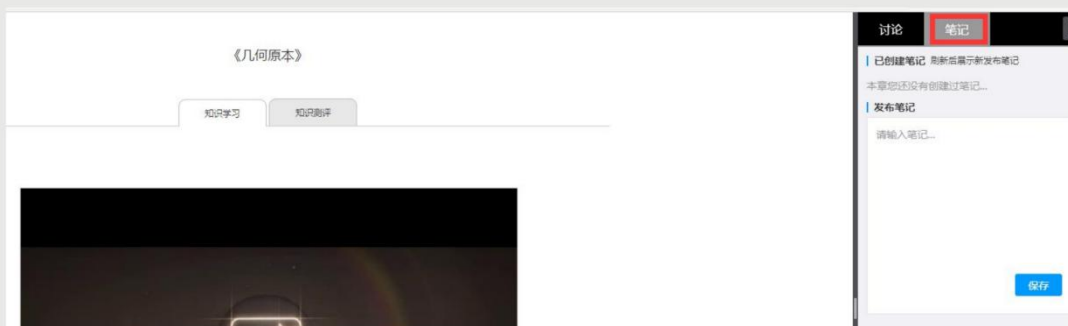 《几何原本》
知识学习 知识测评
讨论 笔记
已创建笔记 刷新后展示新发布笔记
本章您还没有创建过笔记...
发布笔记
请输入笔记...
保存